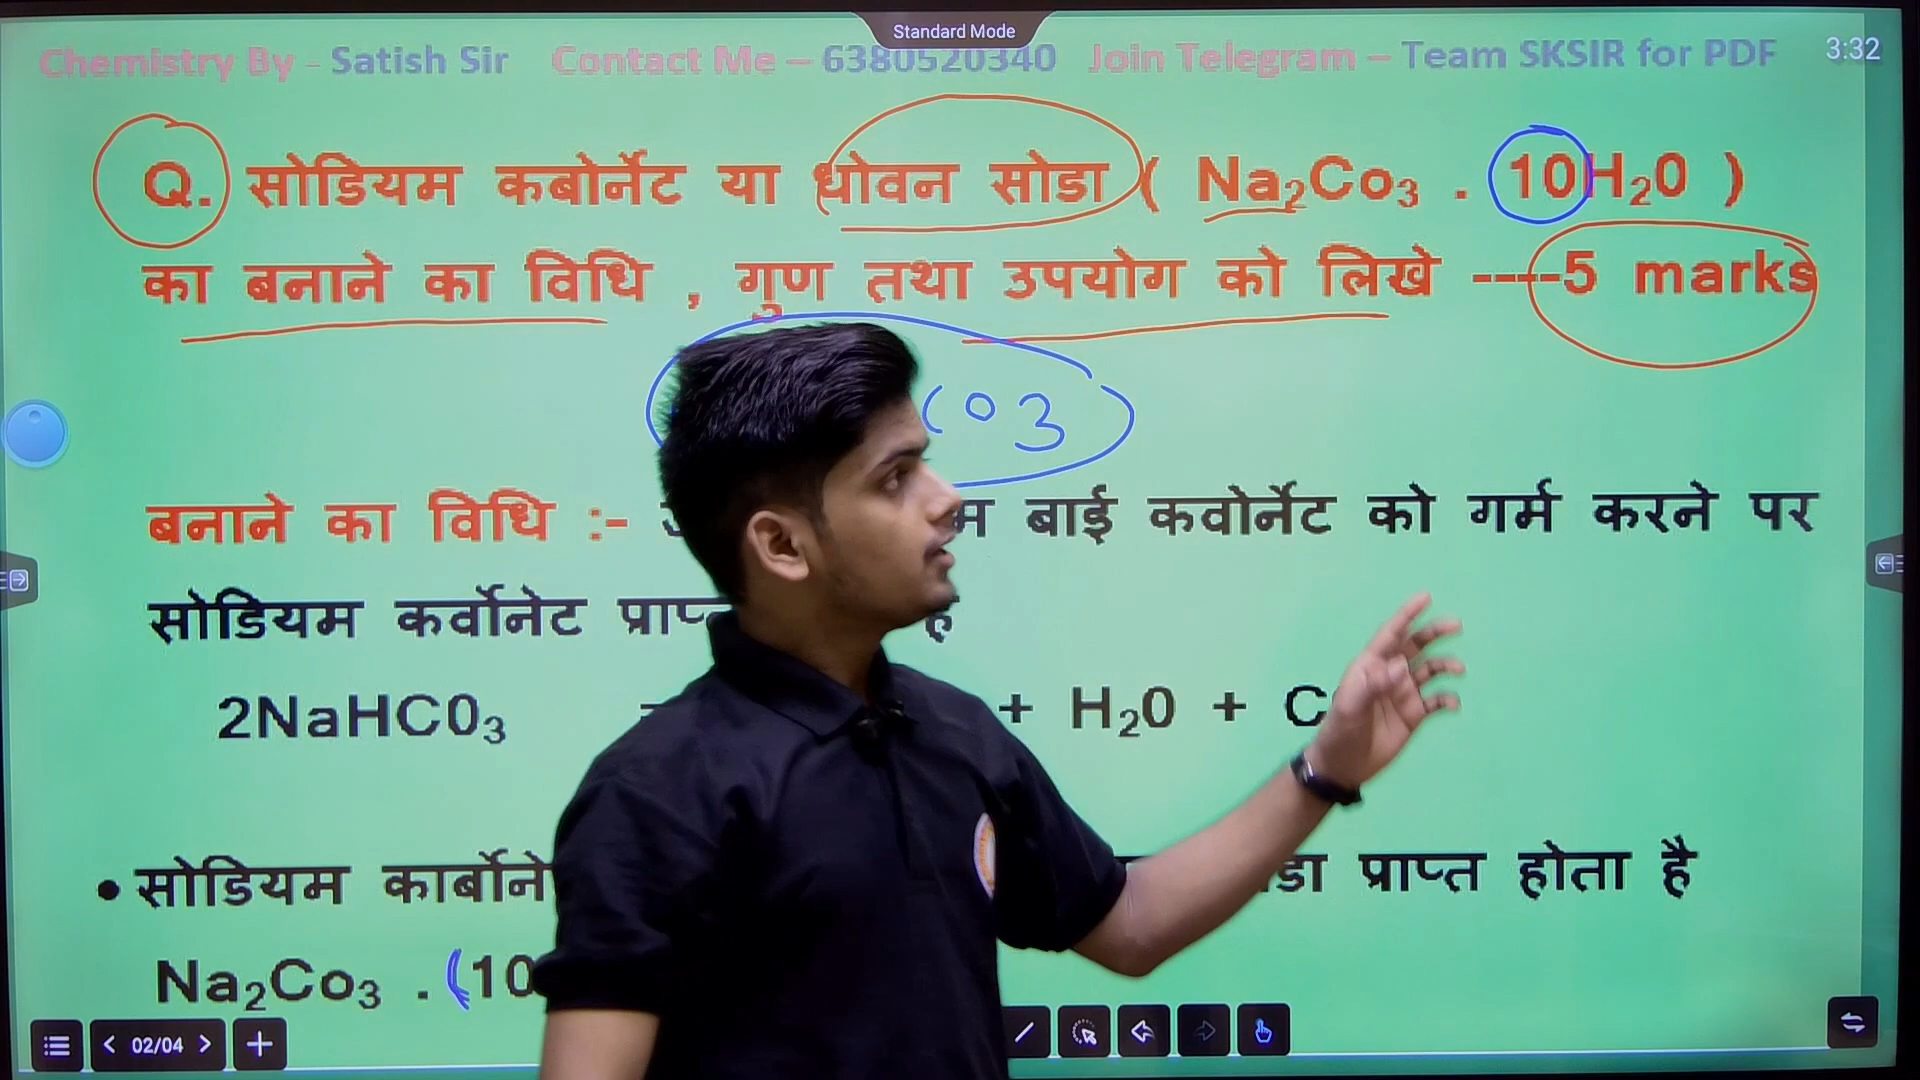 Standard Mode
Chemistry By - Satish Sir Contact Me – 6380520340 Join Telegram – Team SKSIR for PDF 3:32
Q. सोडियम कबोर्नेट या धोवन सोडा ( Na₂Co₃ . 10H₂0 )
का बनाने का विधि , गुण तथा उपयोग को लिखे ----5 marks
CO3
बनाने का विधि :- बाई कवोर्नेट को गर्म करने पर
सोडियम कर्वोनेट है
2NaHC0₃ + H₂0 +
• सोडियम प्राप्त होता है
Na₂Co₃ . (10
02/04